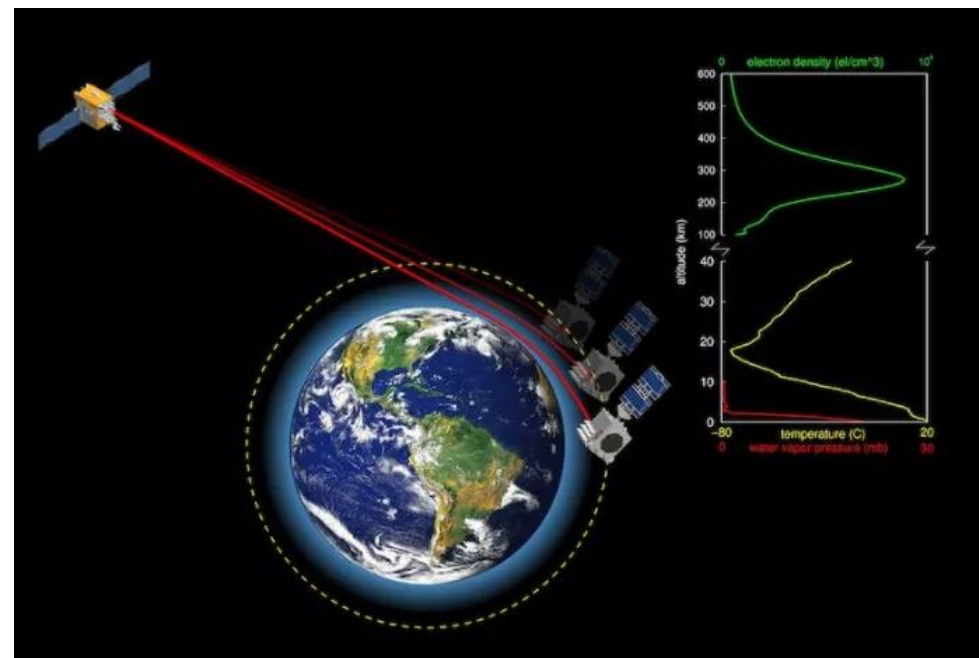 0 electron density (el/cm^3) 10⁶
600
500
400
300
200
100
altitude (km)
40
30
20
10
0
-80 temperature (C) 20
0 water vapor pressure (mb) 30